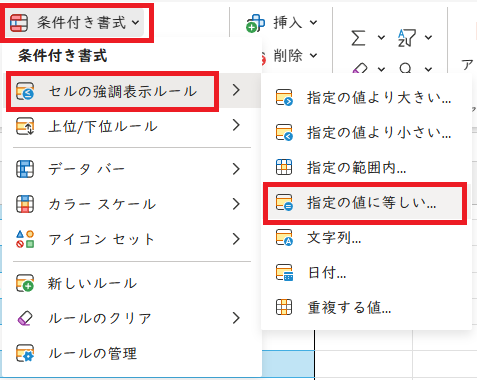 条件付き書式
挿入
削除
条件付き書式
セルの強調表示ルール
上位/下位ルール
データ バー
カラー スケール
アイコン セット
新しいルール
ルールのクリア
ルールの管理
指定の値より大きい...
指定の値より小さい...
指定の範囲内...
指定の値に等しい...
文字列...
日付...
重複する値...
ア